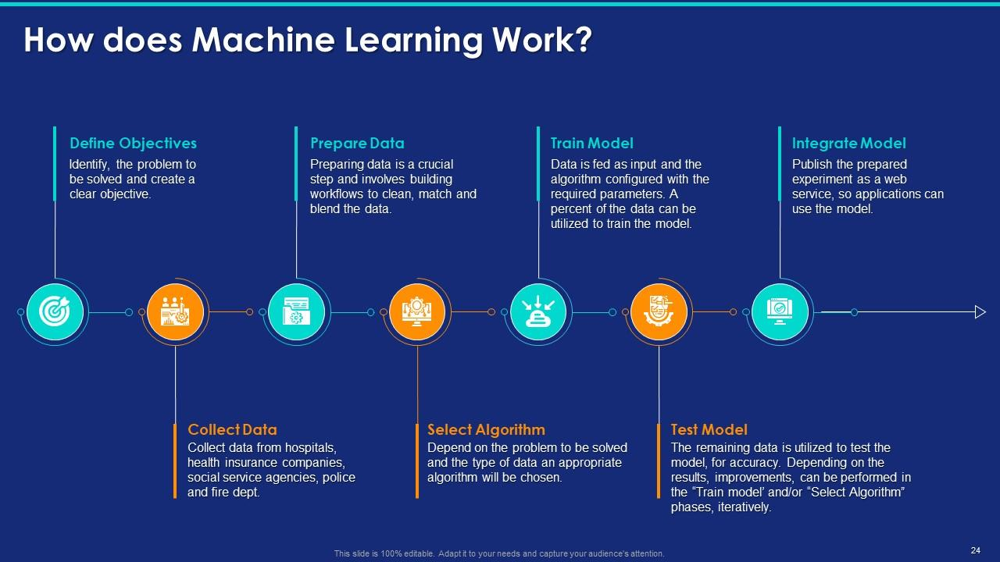 How does Machine Learning Work?
Define Objectives
Identify, the problem to
be solved and create a
clear objective.
Prepare Data
Preparing data is a crucial
step and involves building
workflows to clean, match and
blend the data.
Train Model
Data is fed as input and the
algorithm configured with the
required parameters. A
percent of the data can be
utilized to train the model.
Integrate Model
Publish the prepared
experiment as a web
service, so applications can
use the model.
Collect Data
Collect data from hospitals,
health insurance companies,
social service agencies, police
and fire dept.
Select Algorithm
Depend on the problem to be solved
and the type of data an appropriate
algorithm will be chosen.
Test Model
The remaining data is utilized to test the
model, for accuracy. Depending on the
results, improvements, can be performed in
the “Train model’ and/or “Select Algorithm”
phases, iteratively.
This slide is 100% editable. Adapt it to your needs and capture your audience's attention.
24